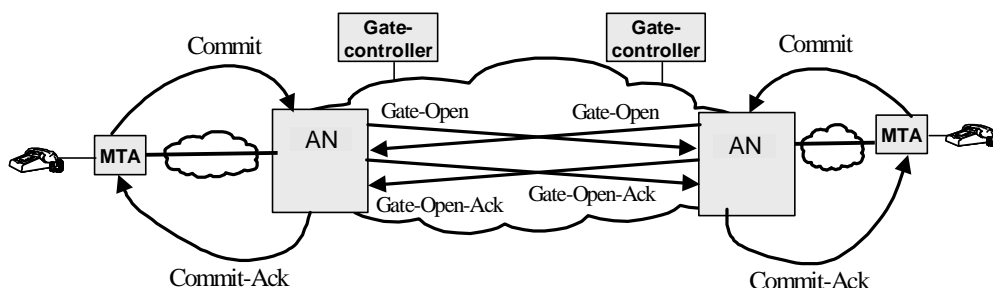 Gate-
controller
Gate-
controller
Commit
Commit
Gate-Open
Gate-Open
AN
AN
MTA
MTA
Gate-Open-Ack
Gate-Open-Ack
Commit-Ack
Commit-Ack